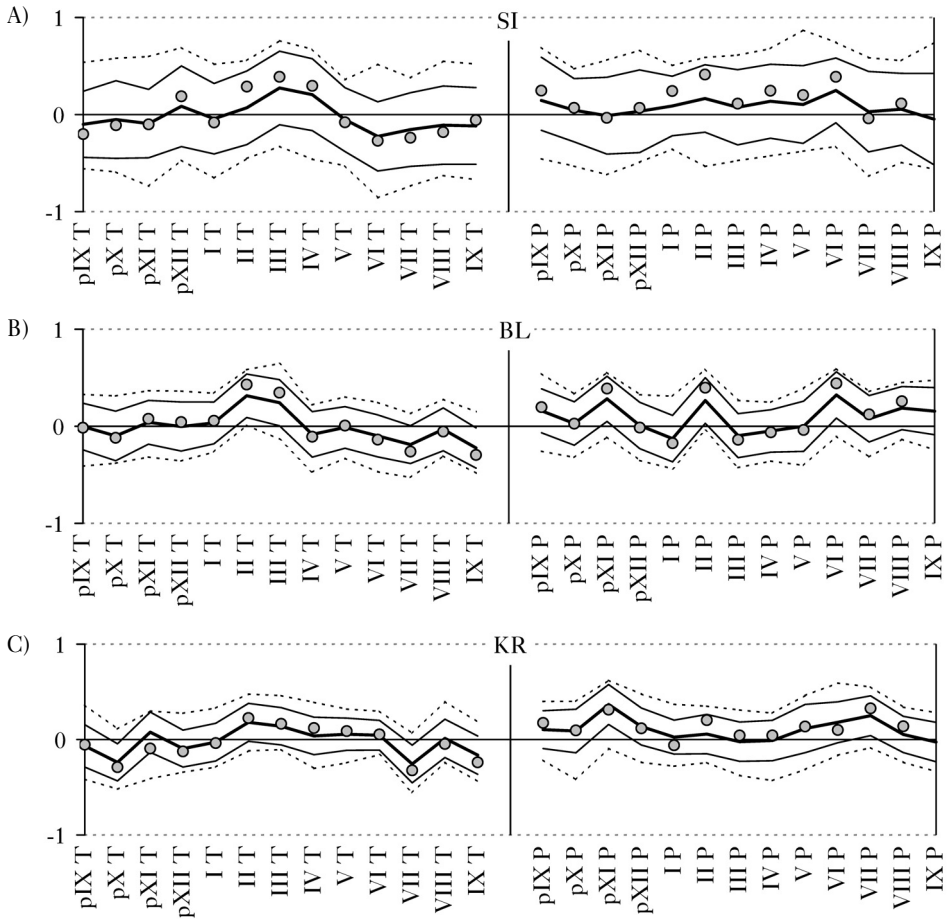 A)
SI
1
0
-1
pIX T
pX T
pXI T
pXII T
I T
II T
III T
IV T
V T
VI T
VII T
VIII T
IX T
pIX P
pX P
pXI P
pXII P
I P
II P
III P
IV P
V P
VI P
VII P
VIII P
IX P
B)
BL
1
0
-1
pIX T
pX T
pXI T
pXII T
I T
II T
III T
IV T
V T
VI T
VII T
VIII T
IX T
pIX P
pX P
pXI P
pXII P
I P
II P
III P
IV P
V P
VI P
VII P
VIII P
IX P
C)
KR
1
0
-1
pIX T
pX T
pXI T
pXII T
I T
II T
III T
IV T
V T
VI T
VII T
VIII T
IX T
pIX P
pX P
pXI P
pXII P
I P
II P
III P
IV P
V P
VI P
VII P
VIII P
IX P